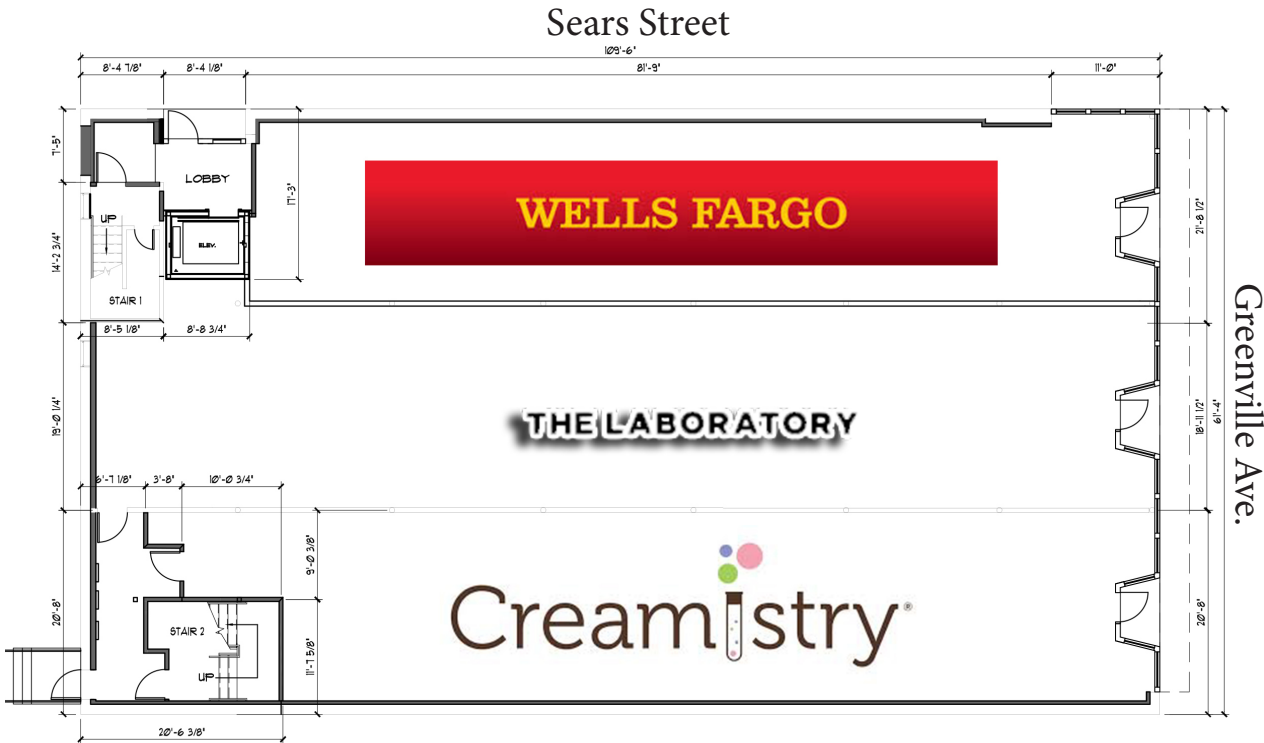 Sears Street
109'-6"
8'-4 7/8"
8'-4 1/8"
81'-9"
11'-0"
7'-5"
LOBBY
17'-3"
WELLS FARGO
UP
ELEV.
14'-2 3/4"
21'-8 1/2"
STAIR 1
8'-5 1/8"
8'-8 3/4"
Greenville Ave.
19'-0 1/4"
THE LABORATORY
18'-11 1/2"
61'-4"
6'-7 1/8"
3'-8"
10'-0 3/4"
9'-0 3/8"
Creamistry®
20'-8"
STAIR 2
20'-8"
UP
11'-7 5/8"
20'-6 3/8"